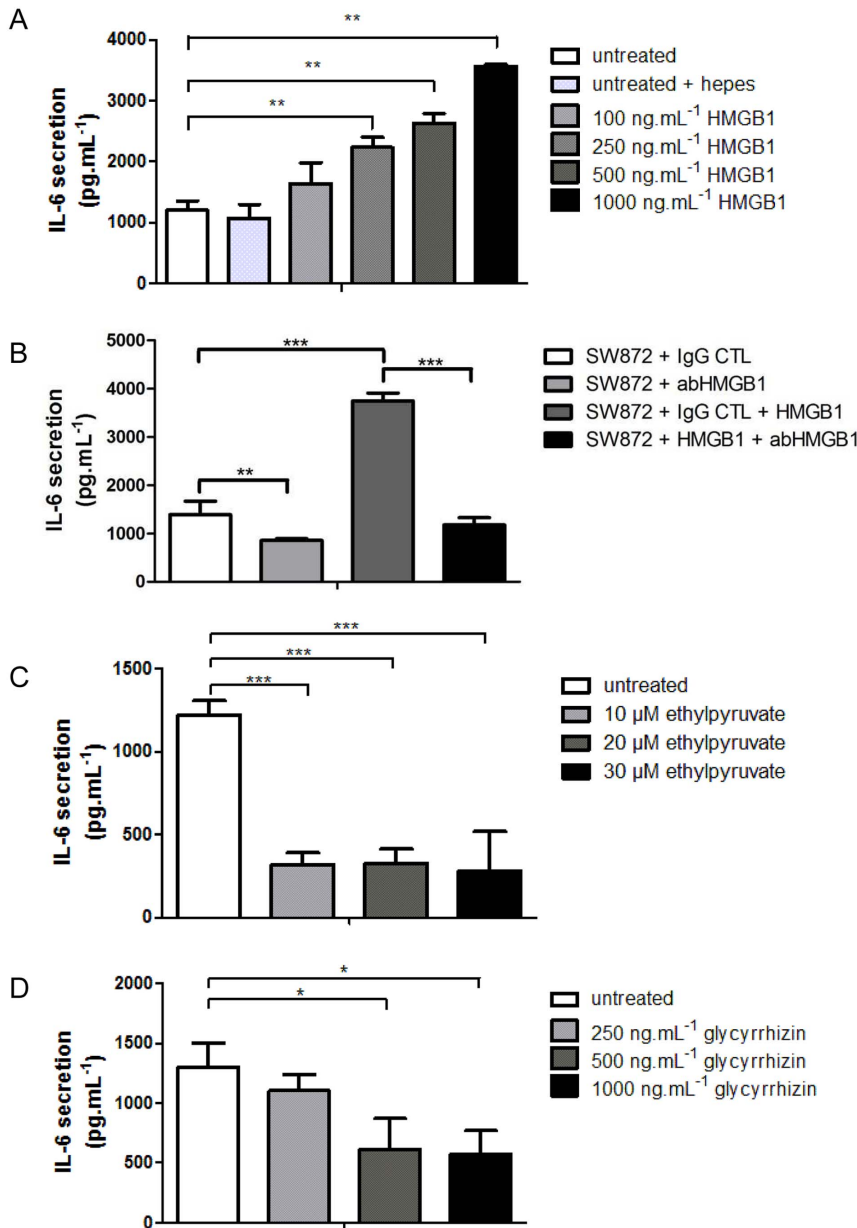 A
IL-6 secretion
(pg.mL⁻¹)
4000
3000
2000
1000
0
**
**
**
untreated
untreated + hepes
100 ng.mL⁻¹ HMGB1
250 ng.mL⁻¹ HMGB1
500 ng.mL⁻¹ HMGB1
1000 ng.mL⁻¹ HMGB1
B
IL-6 secretion
(pg.mL⁻¹)
5000
4000
3000
2000
1000
0
***
***
**
SW872 + IgG CTL
SW872 + abHMGB1
SW872 + IgG CTL + HMGB1
SW872 + HMGB1 + abHMGB1
C
IL-6 secretion
(pg.mL⁻¹)
1500
1000
500
0
***
***
***
untreated
10 µM ethylpyruvate
20 µM ethylpyruvate
30 µM ethylpyruvate
D
IL-6 secretion
(pg.mL⁻¹)
2000
1500
1000
500
0
*
*
untreated
250 ng.mL⁻¹ glycyrrhizin
500 ng.mL⁻¹ glycyrrhizin
1000 ng.mL⁻¹ glycyrrhizin